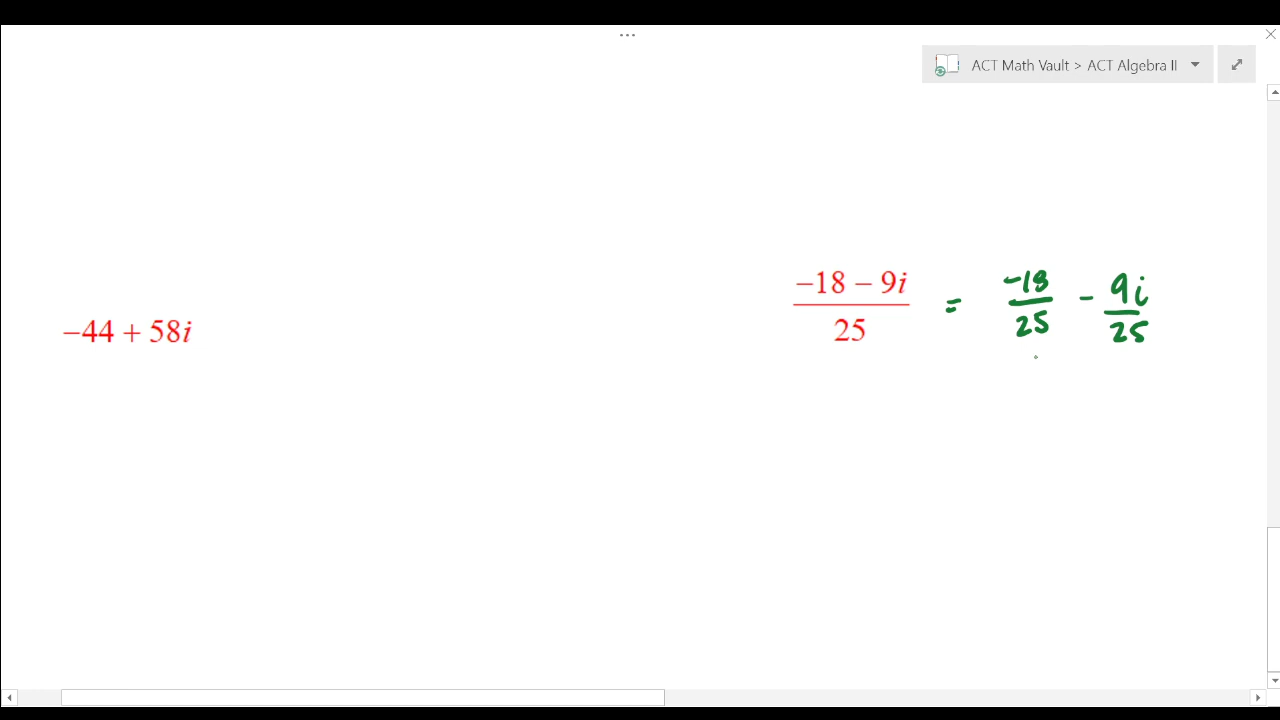 ...
ACT Math Vault > ACT Algebra II
-44 + 58i
-18 - 9i
25
= -18/25 - 9i/25